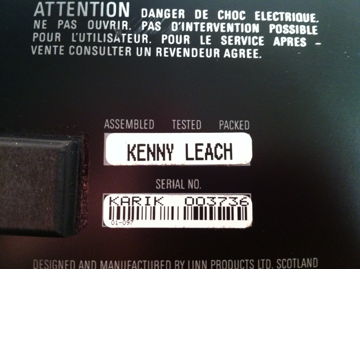 ATTENTION DANGER DE CHOC ELECTRIQUE.
NE PAS OUVRIR. PAS D'INTERVENTION POSSIBLE
POUR L'UTILISATEUR. POUR LE SERVICE APRES -
VENTE CONSULTER UN REVENDEUR AGREE.
ASSEMBLED TESTED PACKED
KENNY LEACH
SERIAL NO.
KARIK 003736
01-097
DESIGNED AND MANUFACTURED BY LINN PRODUCTS LTD. SCOTLAND